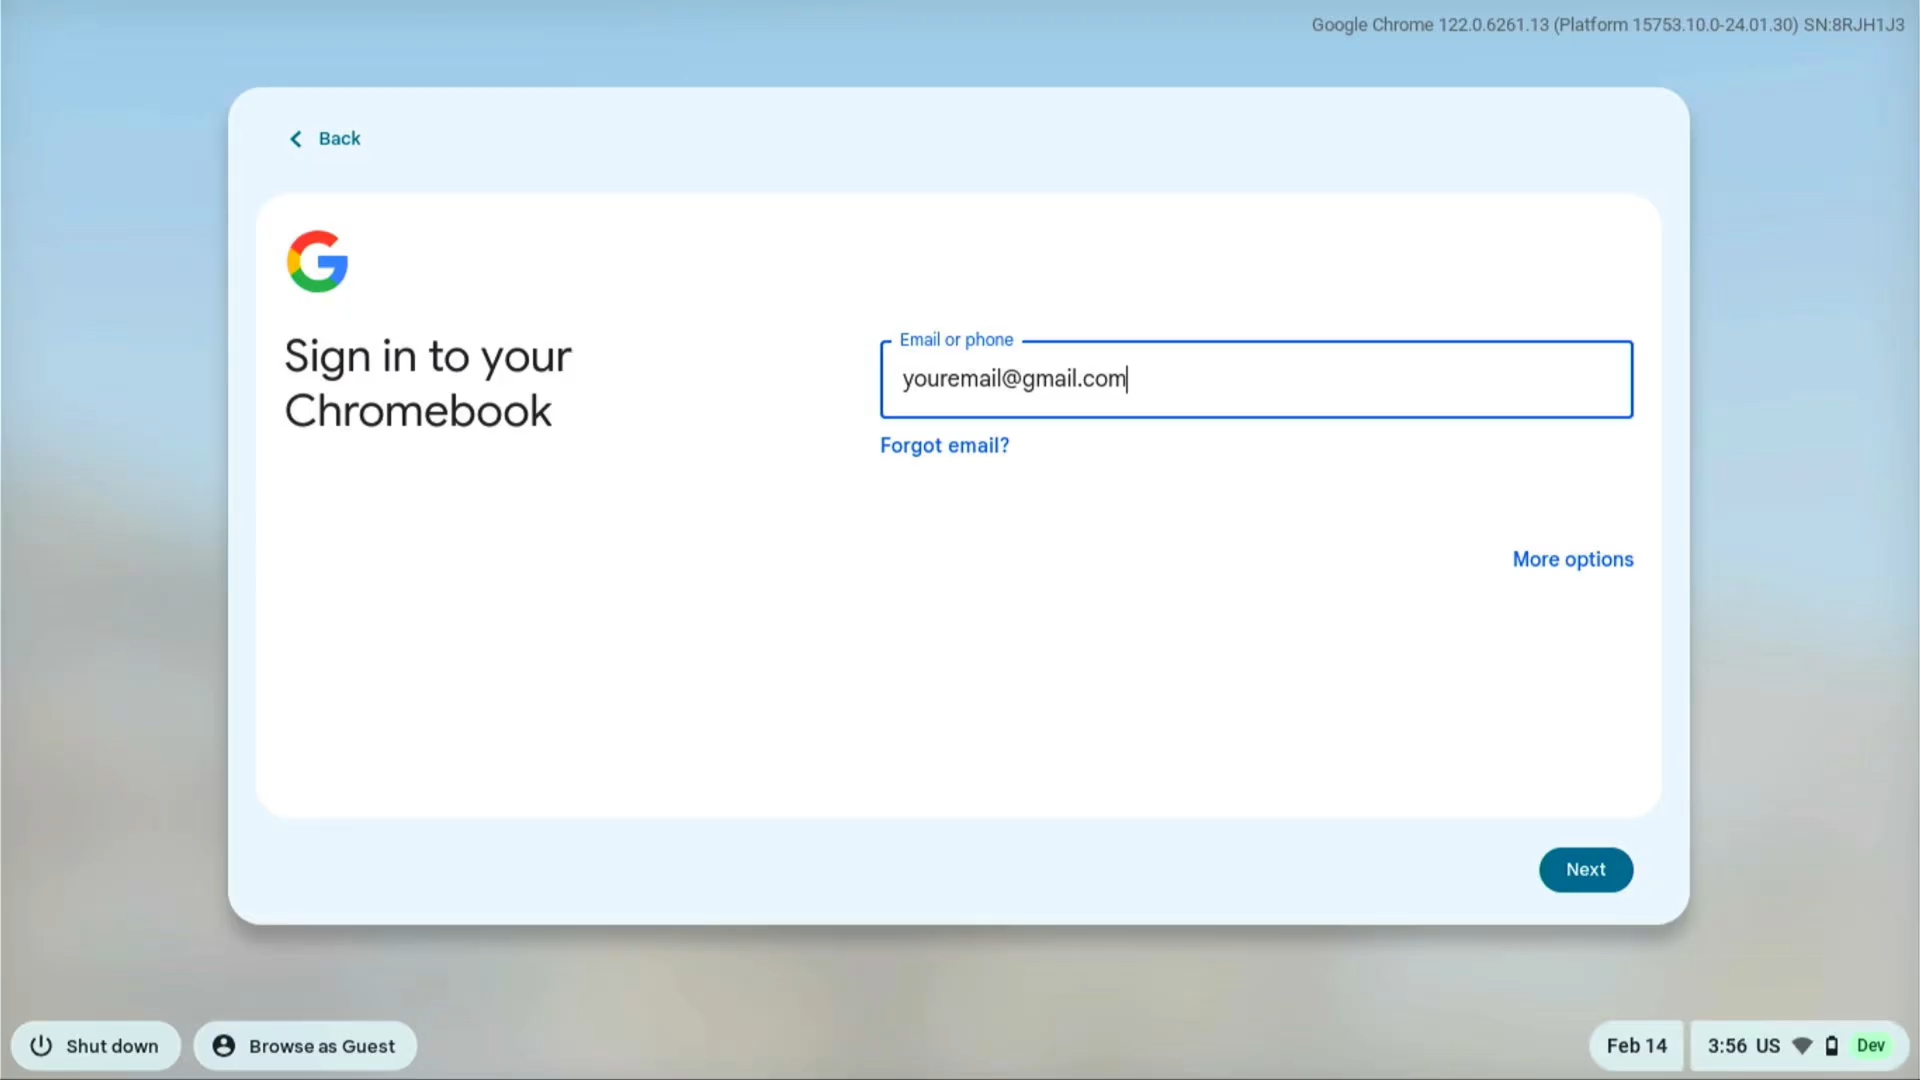 Google Chrome 122.0.6261.13 (Platform 15753.10.0-24.01.30) SN:8RJH1J3
Back
Sign in to your
Chromebook
Email or phone
youremail@gmail.com
Forgot email?
More options
Next
Shut down
Browse as Guest
Feb 14
3:56 US
Dev